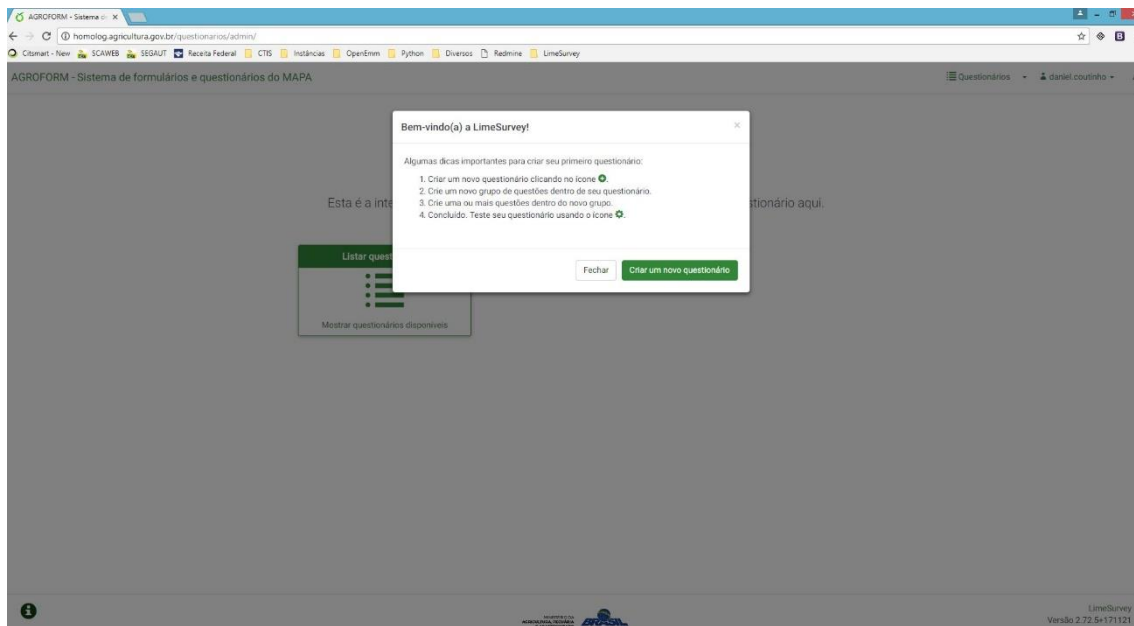 AGROFORM - Sistema d
homolog.agricultura.gov.br/questionarios/admin/
Citsmart - New SCAWEB SEGAUT Receita Federal CTIS Instâncias OpenEmm Python Diversos Redmine LimeSurvey
AGROFORM - Sistema de formulários e questionários do MAPA
Questionários daniel.coutinho
Bem-vindo(a) a LimeSurvey!
Algumas dicas importantes para criar seu primeiro questionário:
1. Criar um novo questionário clicando no ícone.
2. Crie um novo grupo de questões dentro de seu questionário.
3. Crie uma ou mais questões dentro do novo grupo.
4. Concluído. Teste seu questionário usando o ícone.
Esta é a inte
stionário aqui.
Fechar Criar um novo questionário
Listar quest
Mostrar questionários disponíveis
BRASIL
LimeSurvey
Versão 2.72.5+171121